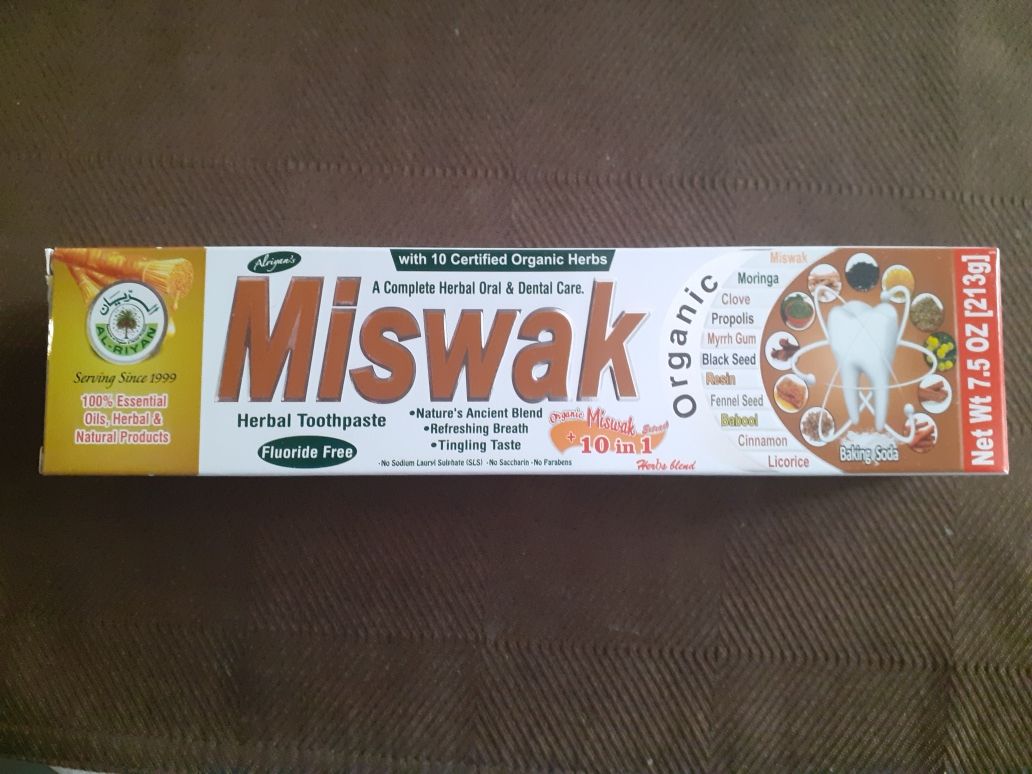 الريان
AL-RIYAN
Serving Since 1999
100% Essential
Oils, Herbal &
Natural Products
Alriyan's
with 10 Certified Organic Herbs
A Complete Herbal Oral & Dental Care.
Miswak
Herbal Toothpaste
Fluoride Free
•Nature's Ancient Blend
•Refreshing Breath
•Tingling Taste
Organic Miswak Extract
+ 10 in 1
Herbs blend
·No Sodium Lauryl Sulphate (SLS) ·No Saccharin ·No Parabens
Organic
Miswak
Moringa
Clove
Propolis
Myrrh Gum
Black Seed
Resin
Fennel Seed
Babool
Cinnamon
Licorice
Baking Soda
Net Wt 7.5 OZ [213g]